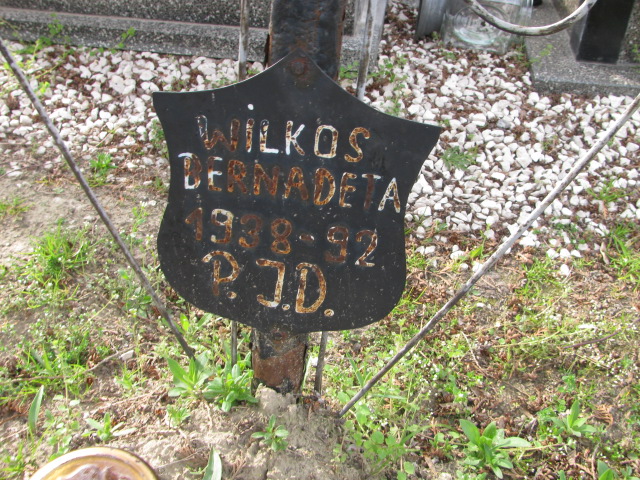 WILKOS
BERNADETA
1938-92
P.J.D.